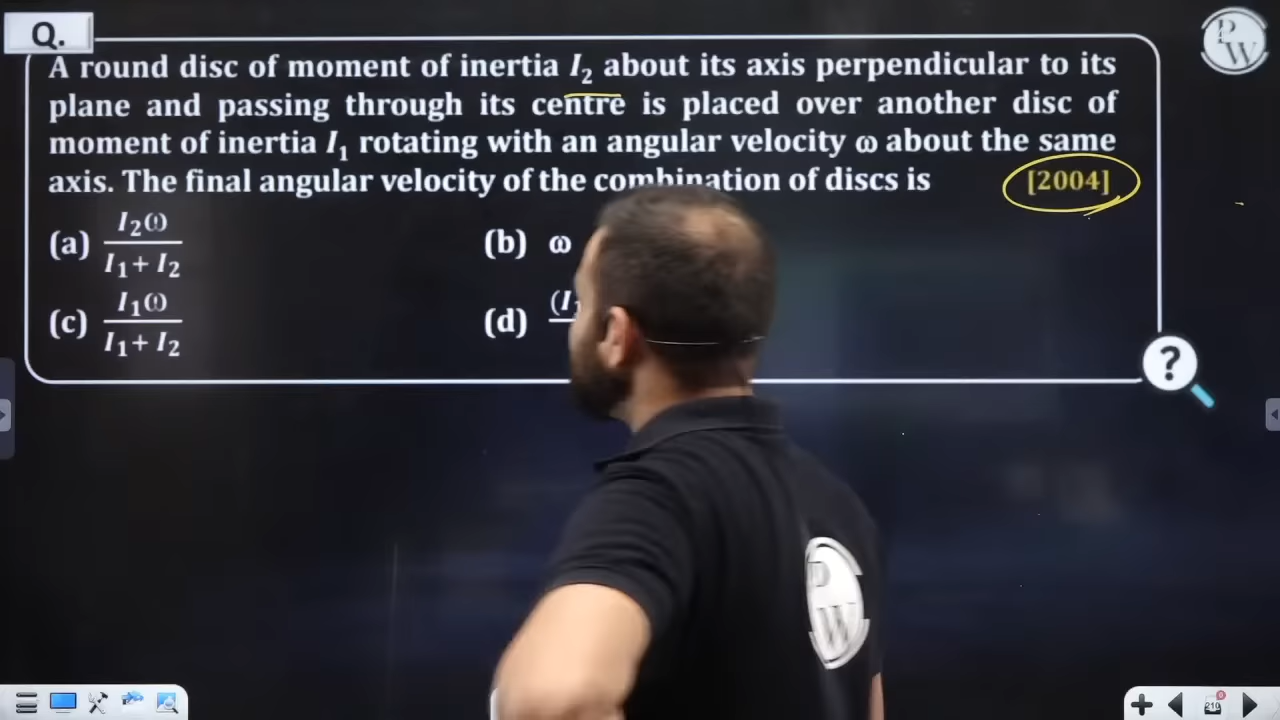 Q.
A round disc of moment of inertia I₂ about its axis perpendicular to its
plane and passing through its centre is placed over another disc of
moment of inertia I₁ rotating with an angular velocity ω about the same
axis. The final angular velocity of the combination of discs is [2004]
(a) I₂ω / I₁+ I₂ (b) ω
(c) I₁ω / I₁+ I₂ (d) (I₁
?
P W
P W
210